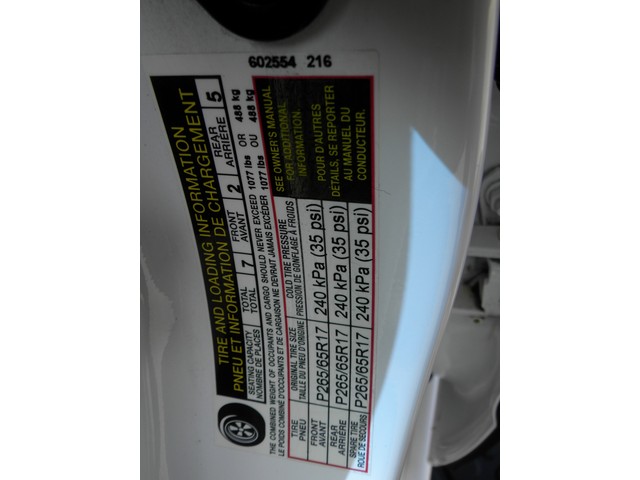 602554 216
TIRE AND LOADING INFORMATION
PNEU ET INFORMATION DE CHARGEMENT
SEATING CAPACITY TOTAL 7 FRONT 2 REAR 5
NOMBRE DE PLACES TOTAL AVANT ARRIÈRE
THE COMBINED WEIGHT OF OCCUPANTS AND CARGO SHOULD NEVER EXCEED 1077 lbs OR 488 kg
LE POIDS COMBINÉ D'OCCUPANTS ET DE CARGAISON NE DEVRAIT JAMAIS EXCÉDER 1077 lbs OU 488 kg
TIRE ORIGINAL TIRE SIZE COLD TIRE PRESSURE
PNEU TAILLE DU PNEU D'ORIGINE PRESSION DE GONFLAGE À FROIDS
FRONT
AVANT P265/65R17 240 kPa (35 psi)
REAR
ARRIÈRE P265/65R17 240 kPa (35 psi)
SPARE TIRE
ROUE DE SECOURS P265/65R17 240 kPa (35 psi)
SEE OWNER'S MANUAL
FOR ADDITIONAL
INFORMATION.
POUR D'AUTRES
DÉTAILS, SE REPORTER
AU MANUEL DU
CONDUCTEUR.